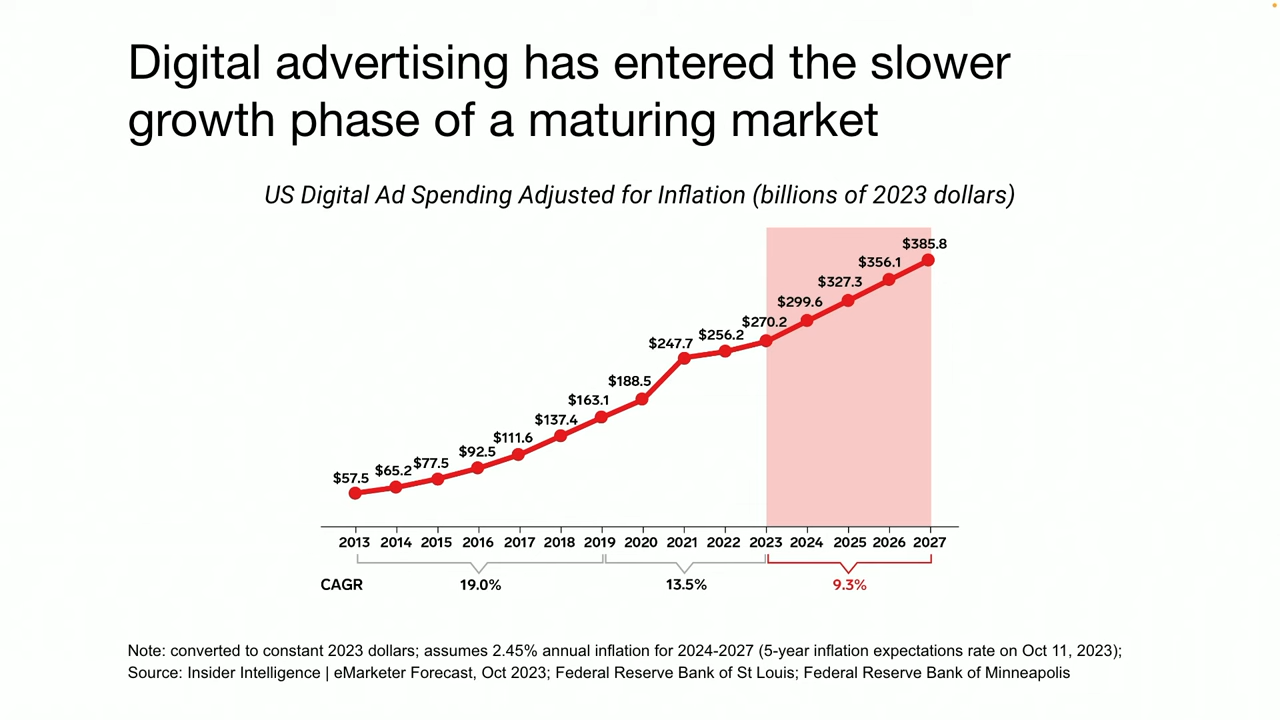 Digital advertising has entered the slower
growth phase of a maturing market
US Digital Ad Spending Adjusted for Inflation (billions of 2023 dollars)
$57.5
$65.2
$77.5
$92.5
$111.6
$137.4
$163.1
$188.5
$247.7
$256.2
$270.2
$299.6
$327.3
$356.1
$385.8
2013 2014 2015 2016 2017 2018 2019 2020 2021 2022 2023 2024 2025 2026 2027
CAGR 19.0% 13.5% 9.3%
Note: converted to constant 2023 dollars; assumes 2.45% annual inflation for 2024-2027 (5-year inflation expectations rate on Oct 11, 2023);
Source: Insider Intelligence | eMarketer Forecast, Oct 2023; Federal Reserve Bank of St Louis; Federal Reserve Bank of Minneapolis